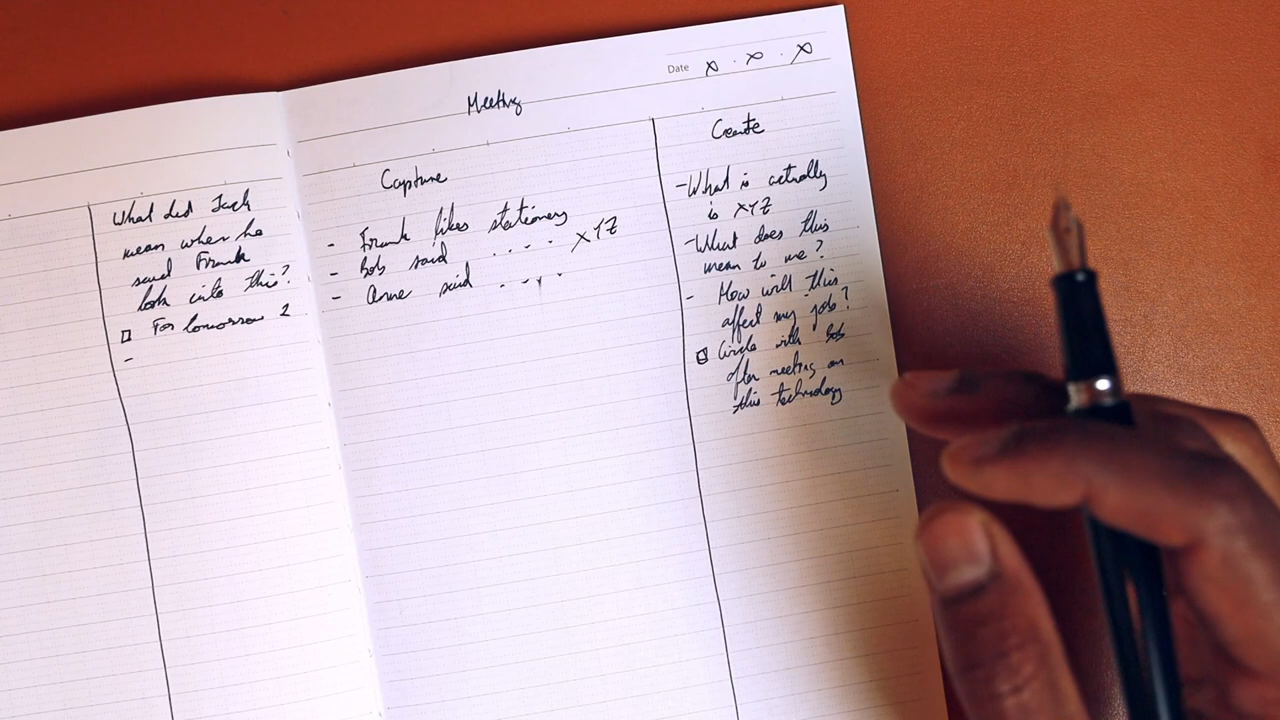 What did Jack
mean when he
said Frank
look into this?
For tomorrow
-
Meeting
Date x . x . x
Capture
- Frank likes stationery
- Bob said .... XYZ
- Anne said ....
Create
- What is actually
is XYZ
- What does this
mean to me?
- How will this
affect my job?
Circle with Bob
after meeting on
this technology